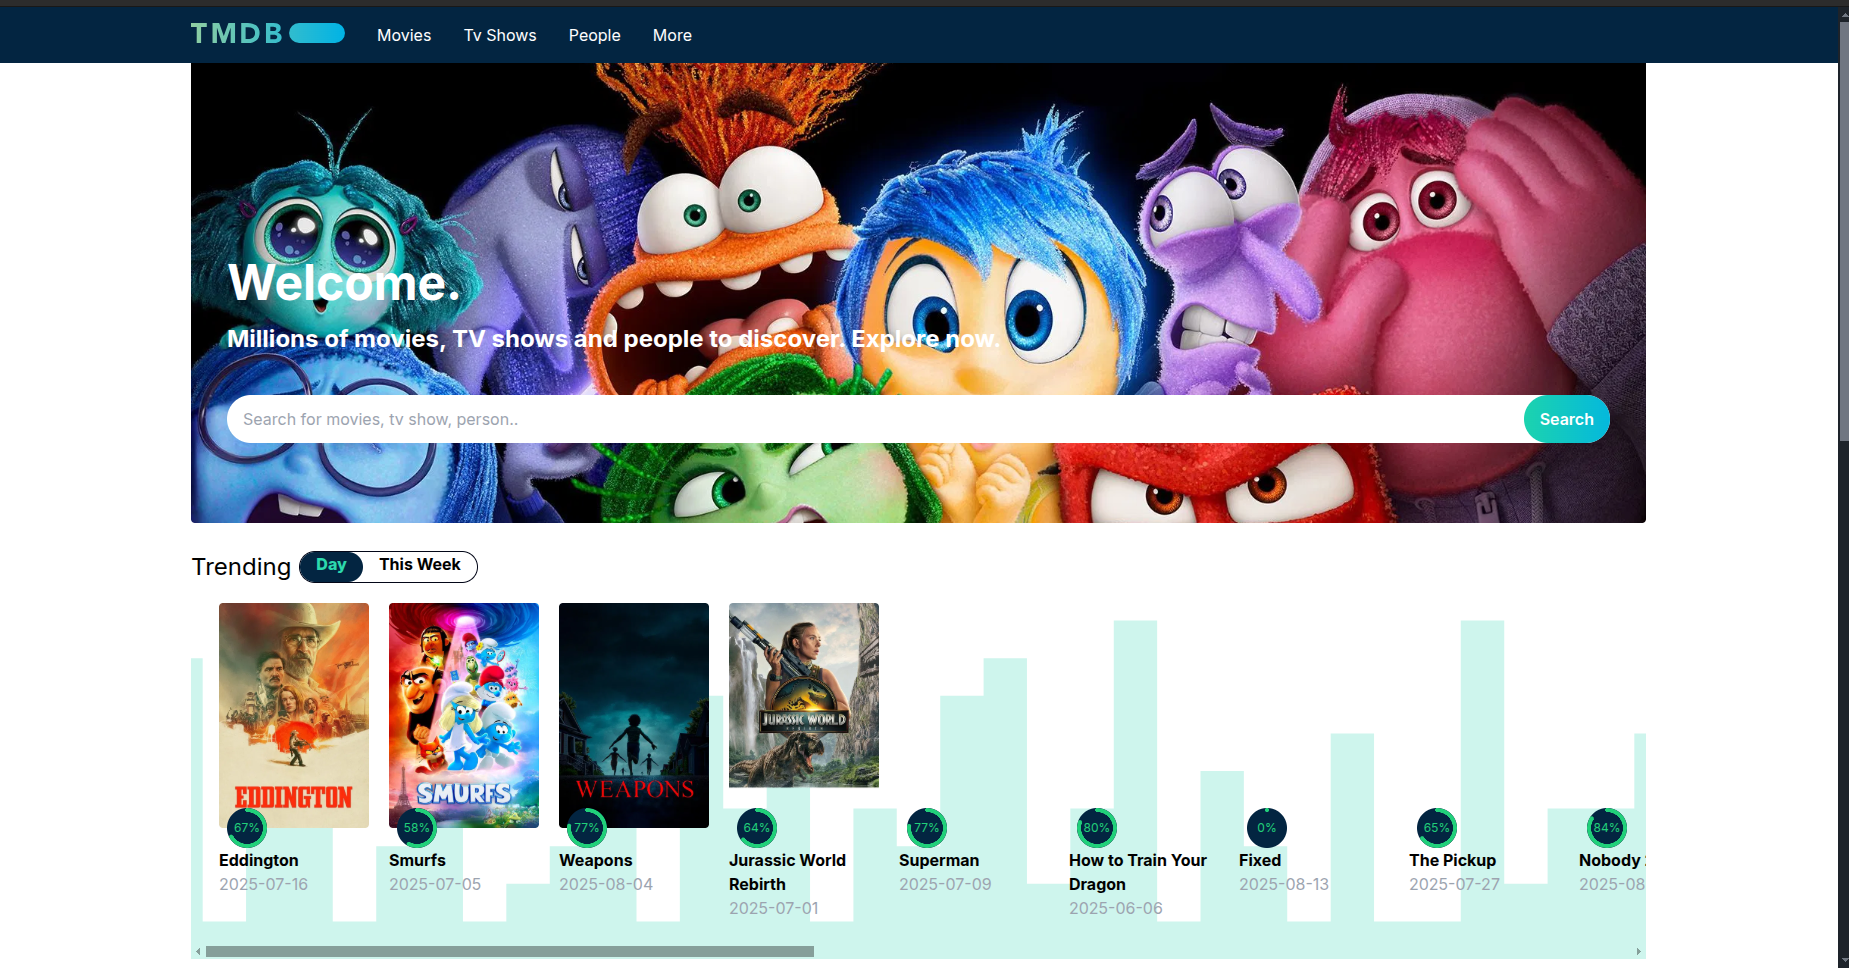 TMDB Movies Tv Shows People More
Welcome.
Millions of movies, TV shows and people to discover. Explore now.
Search for movies, tv show, person.. Search
Trending Day This Week
EDDINGTON
SMURFS
WEAPONS
JURASSIC WORLD
REBIRTH
67% 58% 77% 64% 77% 80% 0% 65% 84%
Eddington Smurfs Weapons Jurassic World Superman How to Train Your Fixed The Pickup Nobody
Rebirth Dragon
2025-07-16 2025-07-05 2025-08-04 2025-07-09 2025-08-13 2025-07-27 2025-08
2025-07-01 2025-06-06